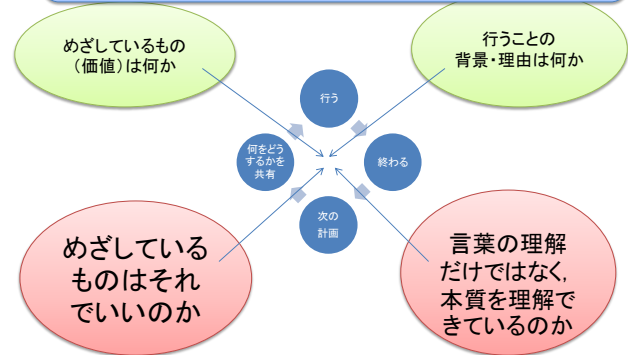 めざしているもの
（価値）は何か
行うことの
背景・理由は何か
行う
何をどう
するかを
共有
終わる
次の
計画
めざしている
ものはそれ
でいいのか
言葉の理解
だけではなく，
本質を理解で
きているのか